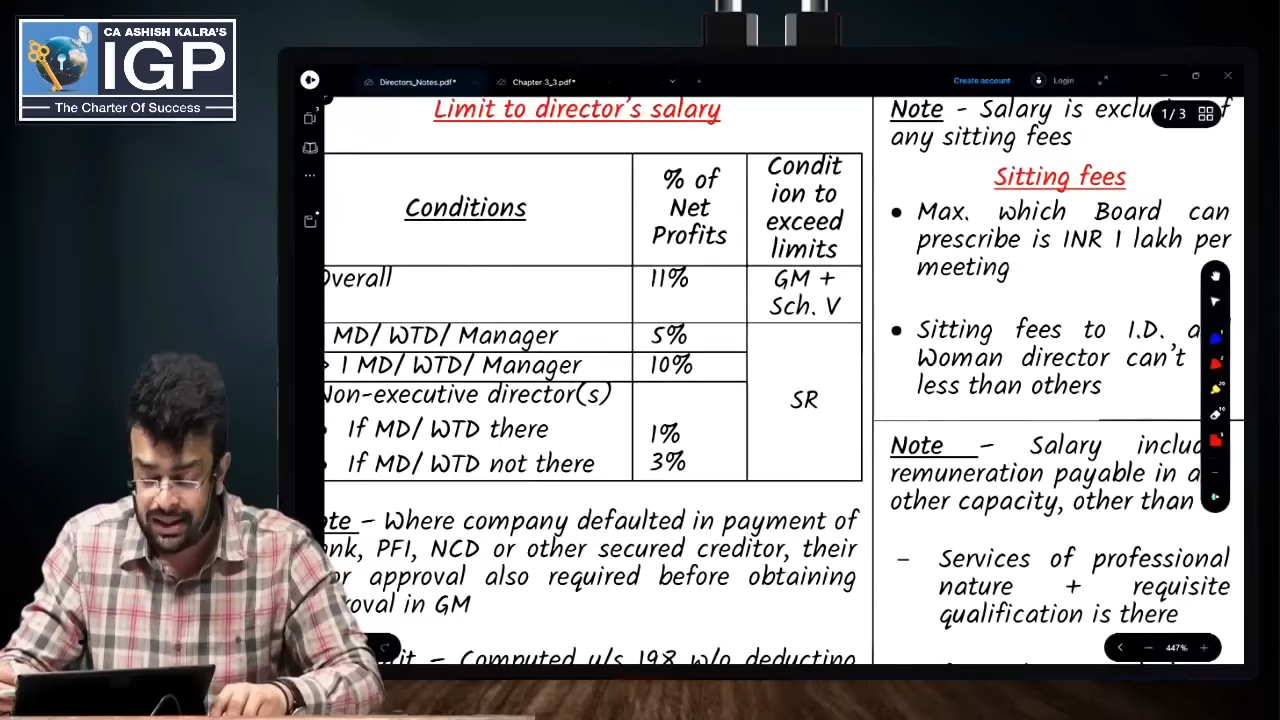 CA ASHISH KALRA'S
IGP
The Charter Of Success
Directors_Notes.pdf*
Chapter 3_3.pdf*
Create account
Login
Limit to director's salary
Conditions
% of
Net
Profits
Condit
ion to
exceed
limits
Overall
11%
GM +
Sch. V
MD/ WTD/ Manager
5%
1 MD/ WTD/ Manager
10%
Non-executive director(s)
If MD/ WTD there
1%
If MD/ WTD not there
3%
SR
– Where company defaulted in payment of
PFI, NCD or other secured creditor, their
approval also required before obtaining
in GM
– Computed u/s 198 w/o deducting
Note - Salary is
any sitting fees
1 / 3
Sitting fees
• Max. which Board can
prescribe is INR 1 lakh per
meeting
• Sitting fees to I.D.
Woman director can't
less than others
Note – Salary
remuneration payable in
other capacity, other than
– Services of professional
nature + requisite
qualification is there
447%